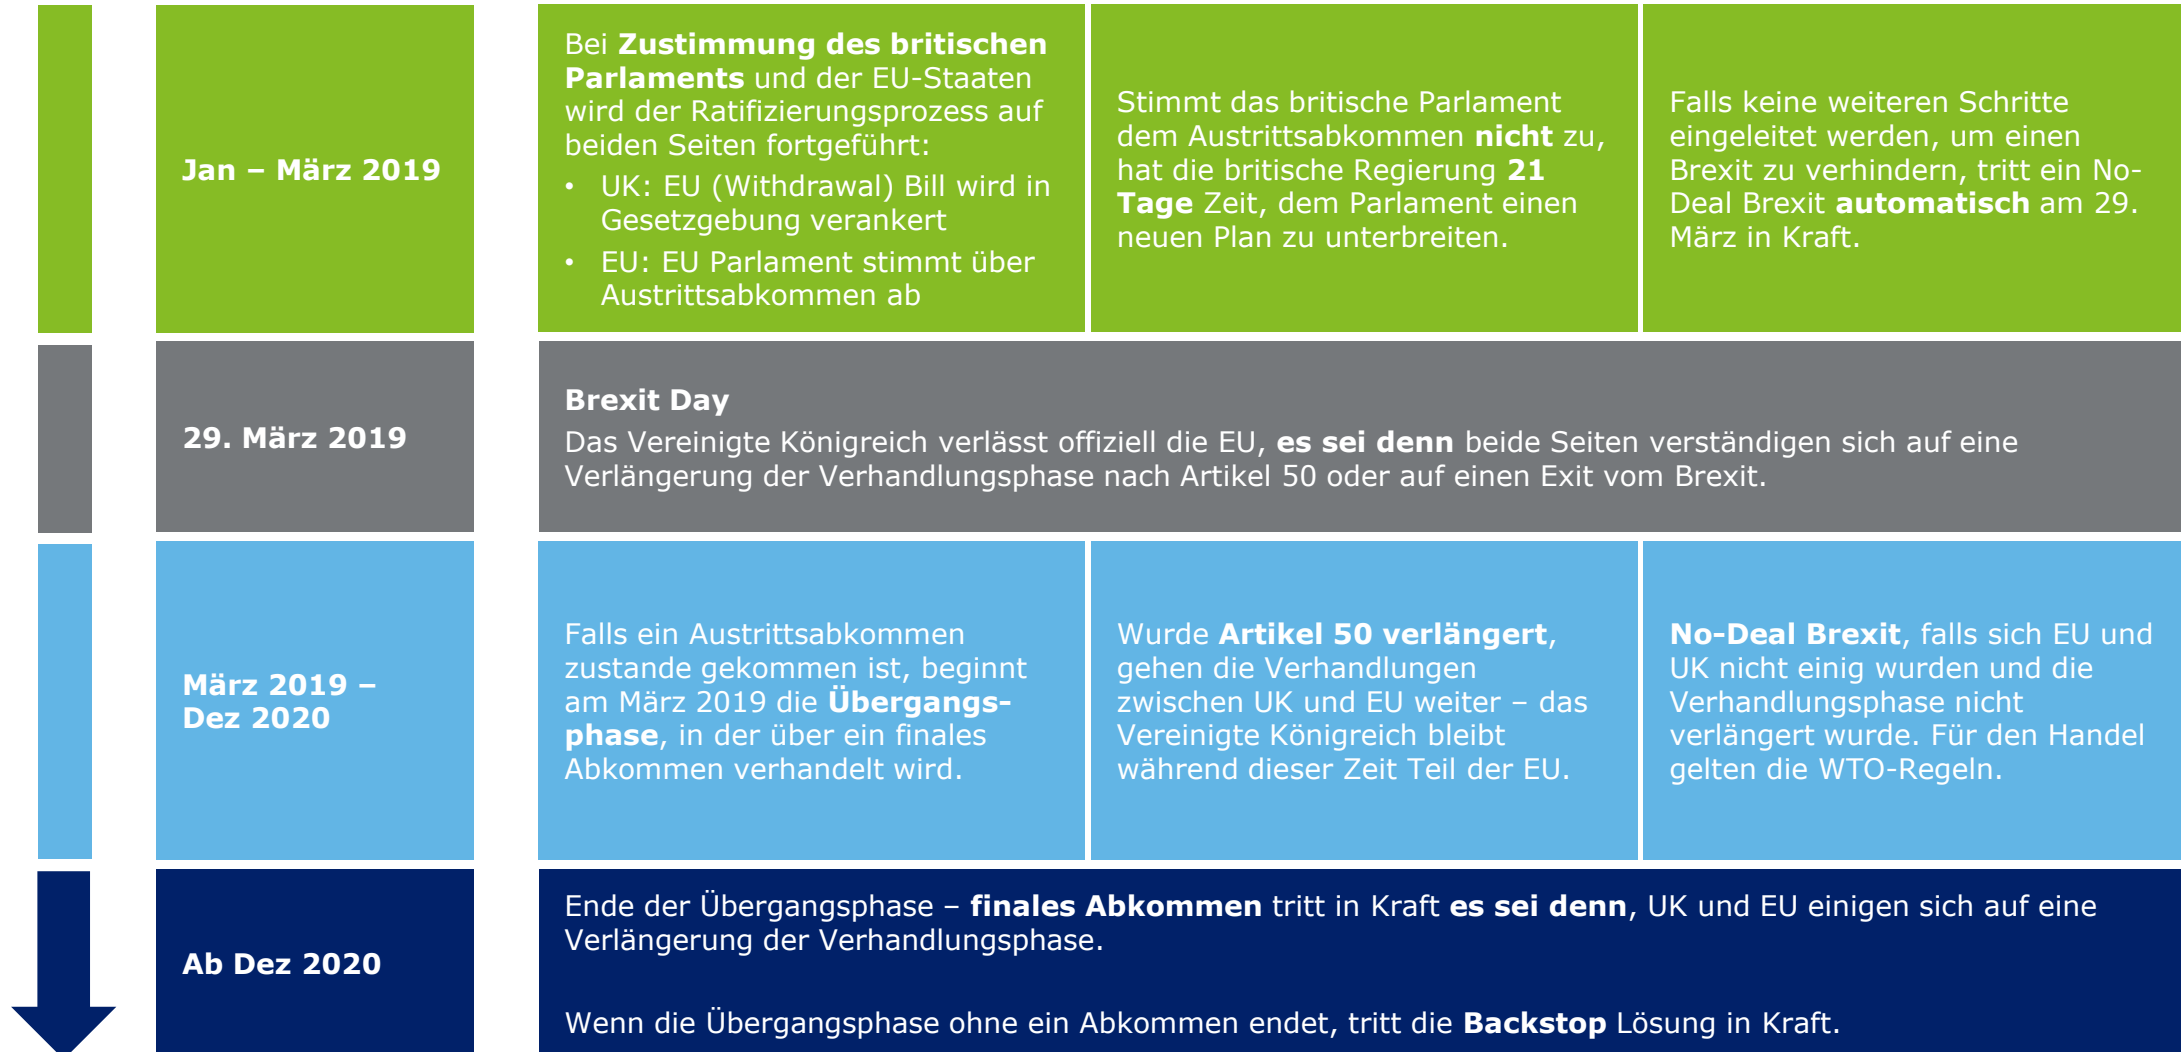 Jan – März 2019
Bei Zustimmung des britischen
Parlaments und der EU-Staaten
wird der Ratifizierungsprozess auf
beiden Seiten fortgeführt:
• UK: EU (Withdrawal) Bill wird in
Gesetzgebung verankert
• EU: EU Parlament stimmt über
Austrittsabkommen ab
Stimmt das britische Parlament
dem Austrittsabkommen nicht zu,
hat die britische Regierung 21
Tage Zeit, dem Parlament einen
neuen Plan zu unterbreiten.
Falls keine weiteren Schritte
eingeleitet werden, um einen
Brexit zu verhindern, tritt ein No-
Deal Brexit automatisch am 29.
März in Kraft.
29. März 2019
Brexit Day
Das Vereinigte Königreich verlässt offiziell die EU, es sei denn beide Seiten verständigen sich auf eine
Verlängerung der Verhandlungsphase nach Artikel 50 oder auf einen Exit vom Brexit.
März 2019 –
Dez 2020
Falls ein Austrittsabkommen
zustande gekommen ist, beginnt
am März 2019 die Übergangs-
phase, in der über ein finales
Abkommen verhandelt wird.
Wurde Artikel 50 verlängert,
gehen die Verhandlungen
zwischen UK und EU weiter – das
Vereinigte Königreich bleibt
während dieser Zeit Teil der EU.
No-Deal Brexit, falls sich EU und
UK nicht einig wurden und die
Verhandlungsphase nicht
verlängert wurde. Für den Handel
gelten die WTO-Regeln.
Ab Dez 2020
Ende der Übergangsphase – finales Abkommen tritt in Kraft es sei denn, UK und EU einigen sich auf eine
Verlängerung der Verhandlungsphase.
Wenn die Übergangsphase ohne ein Abkommen endet, tritt die Backstop Lösung in Kraft.